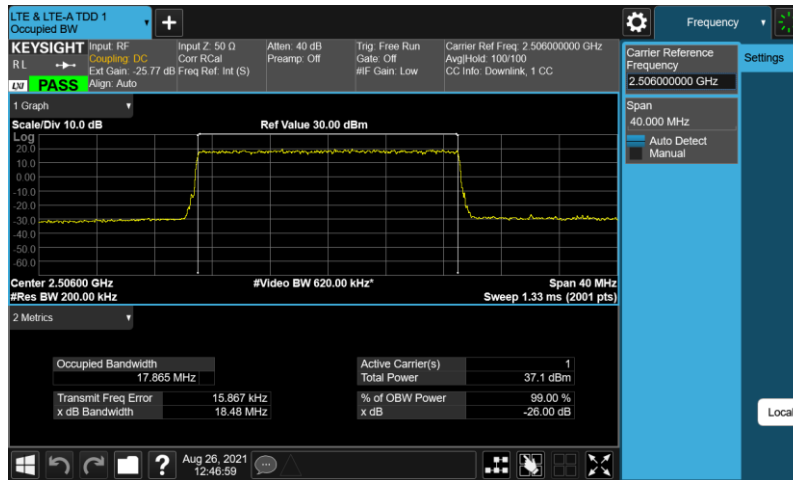 LTE & LTE-A TDD 1
Occupied BW
Frequency
KEYSIGHT
RL
LXI
PASS
Input: RF
Coupling: DC
Ext Gain: -25.77 dB
Align: Auto
Input Z: 50 Ω
Corr RCal
Freq Ref: Int (S)
Atten: 40 dB
Preamp: Off
Trig: Free Run
Gate: Off
#IF Gain: Low
Carrier Ref Freq: 2.506000000 GHz
Avg|Hold: 100/100
CC Info: Downlink, 1 CC
Carrier Reference
Frequency
2.506000000 GHz
Settings
Span
40.000 MHz
Auto Detect
Manual
1 Graph
Scale/Div 10.0 dB
Ref Value 30.00 dBm
Log
20.0
10.0
0.00
-10.0
-20.0
-30.0
-40.0
-50.0
-60.0
Center 2.50600 GHz
#Video BW 620.00 kHz*
Span 40 MHz
#Res BW 200.00 kHz
Sweep 1.33 ms (2001 pts)
2 Metrics
Occupied Bandwidth
17.865 MHz
Active Carrier(s) 1
Total Power 37.1 dBm
Transmit Freq Error 15.867 kHz
x dB Bandwidth 18.48 MHz
% of OBW Power 99.00 %
x dB -26.00 dB
Local
?
Aug 26, 2021
12:46:59